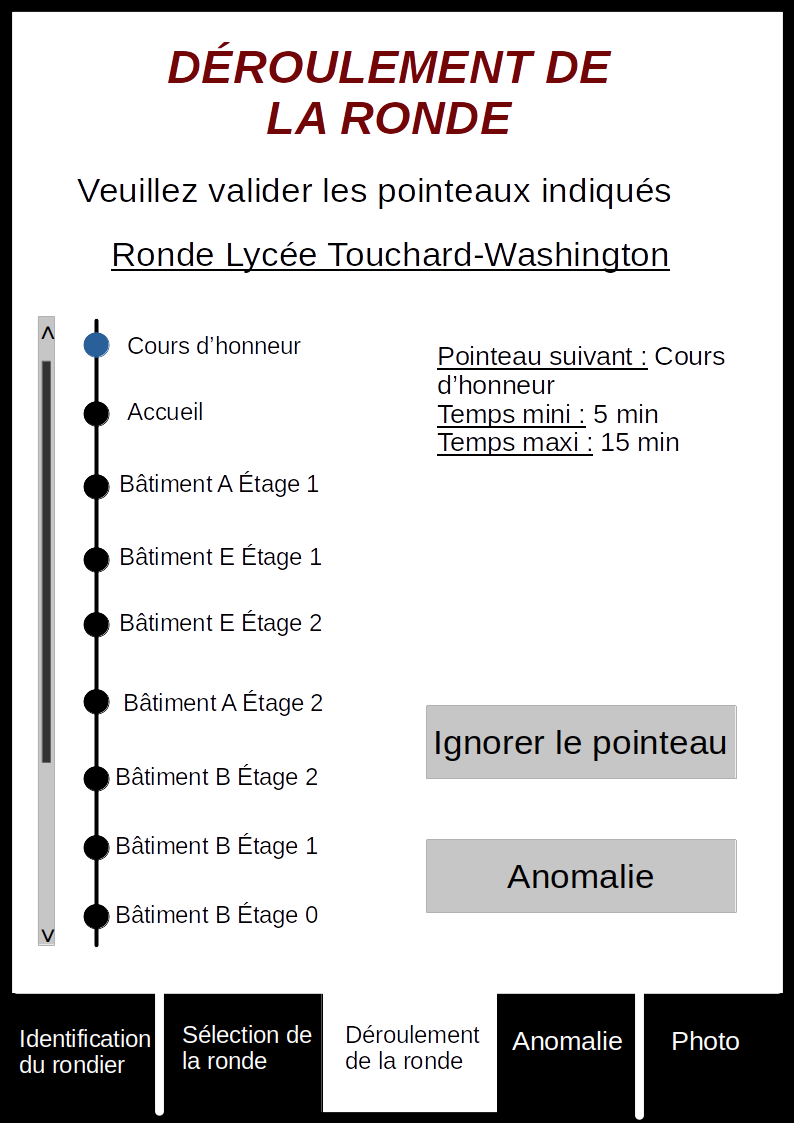 DÉROULEMENT DE
LA RONDE
Veuillez valider les pointeaux indiqués
Ronde Lycée Touchard-Washington
Cours d’honneur
Accueil
Bâtiment A Étage 1
Bâtiment E Étage 1
Bâtiment E Étage 2
Bâtiment A Étage 2
Bâtiment B Étage 2
Bâtiment B Étage 1
Bâtiment B Étage 0
Pointeau suivant : Cours
d’honneur
Temps mini : 5 min
Temps maxi : 15 min
Ignorer le pointeau
Anomalie
Identification
du rondier
Sélection de
la ronde
Déroulement
de la ronde
Anomalie
Photo